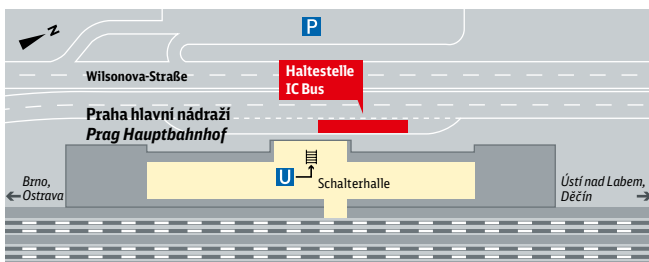 N
P
Wilsonova-Straße
Haltestelle
IC Bus
Praha hlavní nádraží
Prag Hauptbahnhof
U
Schalterhalle
Brno,
Ostrava
Ústí nad Labem,
Děčín